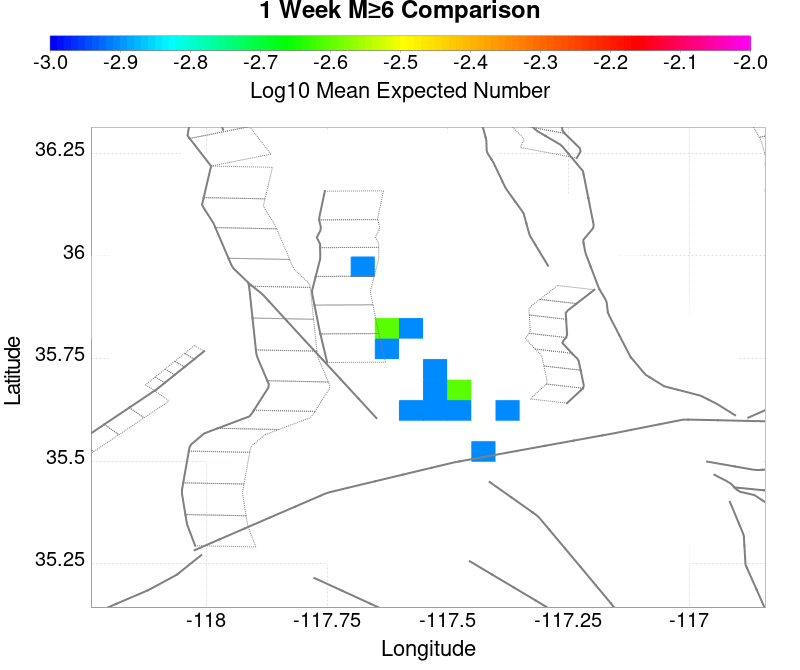 1 Week M≥6 Comparison
-3.0 -2.9 -2.8 -2.7 -2.6 -2.5 -2.4 -2.3 -2.2 -2.1 -2.0
Log10 Mean Expected Number
36.25
36
35.75
35.5
35.25
Latitude
-118 -117.75 -117.5 -117.25 -117
Longitude